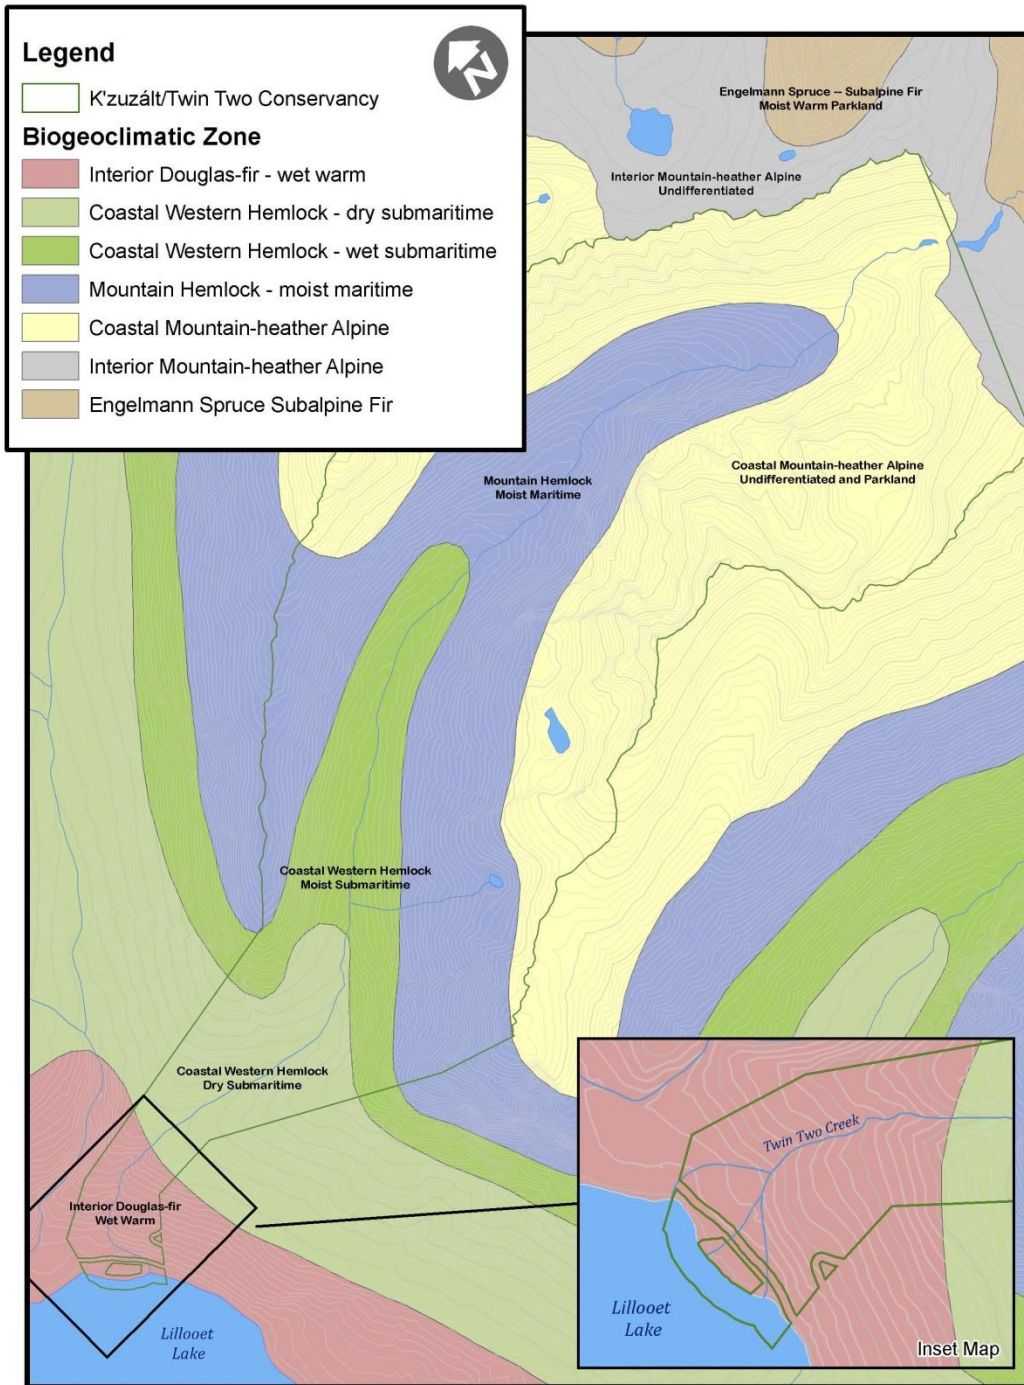 Legend
N
K'zuzált/Twin Two Conservancy
Biogeoclimatic Zone
Interior Douglas-fir - wet warm
Coastal Western Hemlock - dry submaritime
Coastal Western Hemlock - wet submaritime
Mountain Hemlock - moist maritime
Coastal Mountain-heather Alpine
Interior Mountain-heather Alpine
Engelmann Spruce Subalpine Fir
Engelmann Spruce -- Subalpine Fir
Moist Warm Parkland
Interior Mountain-heather Alpine
Undifferentiated
Coastal Mountain-heather Alpine
Undifferentiated and Parkland
Mountain Hemlock
Moist Maritime
Coastal Western Hemlock
Moist Submaritime
Coastal Western Hemlock
Dry Submaritime
Interior Douglas-fir
Wet Warm
Lillooet
Lake
Twin Two Creek
Lillooet
Lake
Inset Map